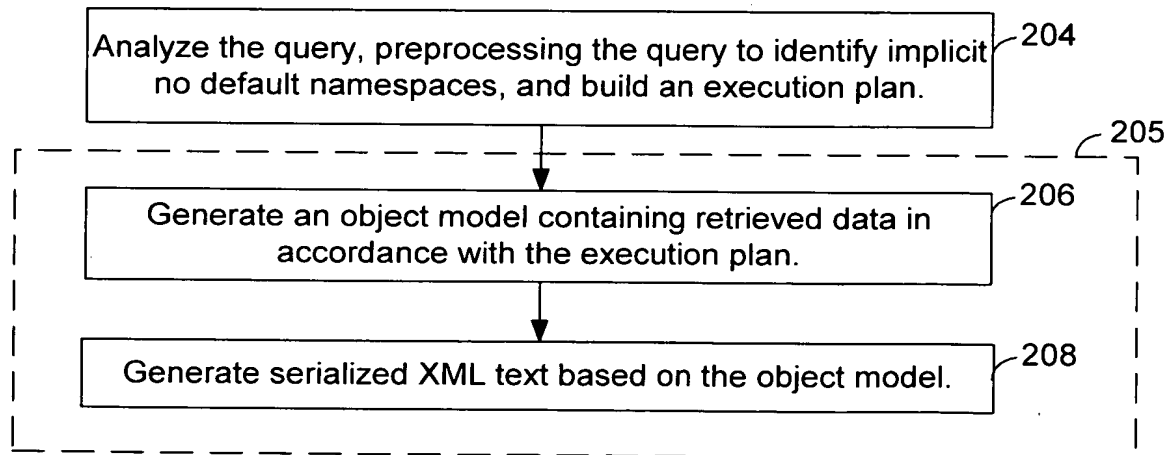 Analyze the query, preprocessing the query to identify implicit
no default namespaces, and build an execution plan.
204
205
Generate an object model containing retrieved data in
accordance with the execution plan.
206
Generate serialized XML text based on the object model.
208